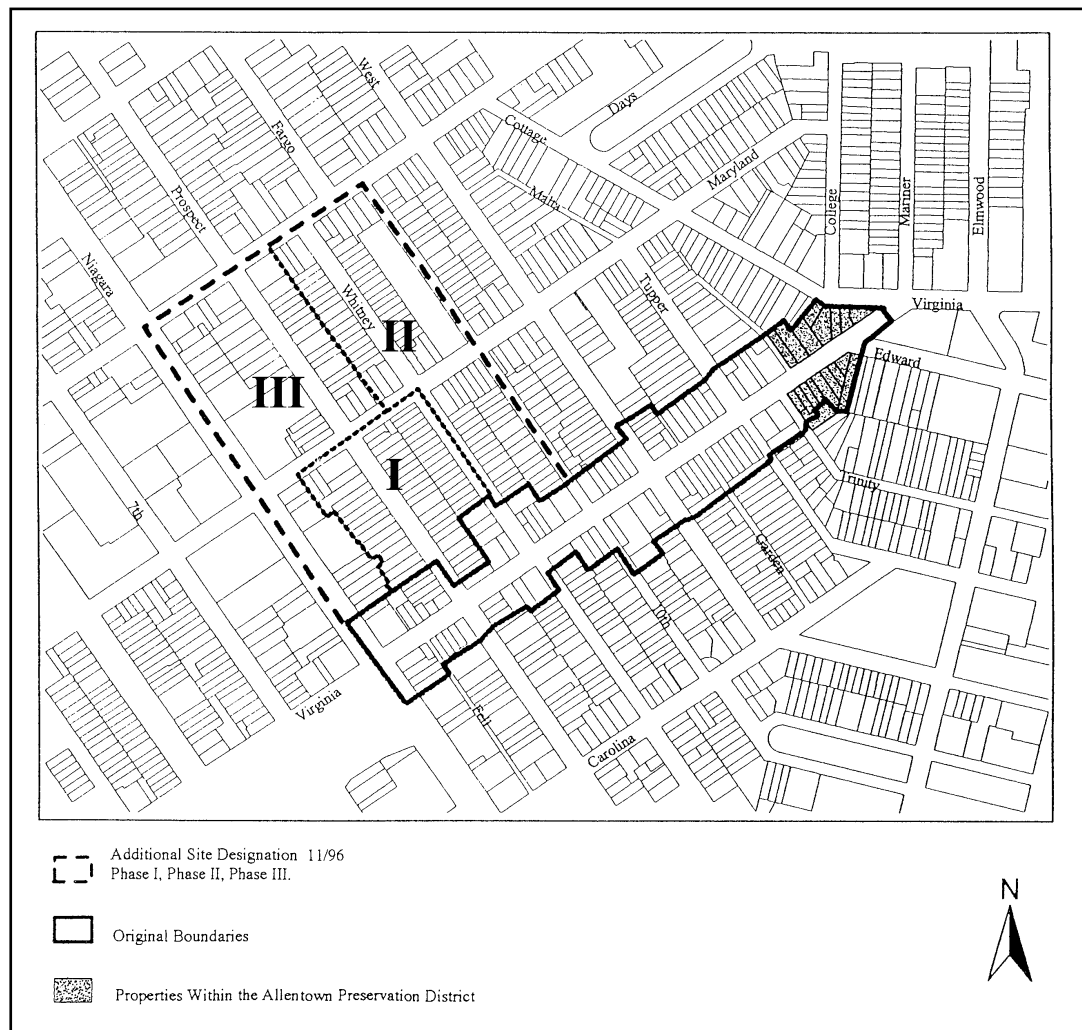 West
Days
Cottage
Fargo
Maryland
Malta
Prospect
College
Mariner
Elmwood
Niagara
Whitney
Tupper
II
Virginia
III
Edward
I
7th
Trinity
Garden
10th
Virginia
Fell
Carolina
Additional Site Designation 11/96
Phase I, Phase II, Phase III.
N
Original Boundaries
Properties Within the Allentown Preservation District